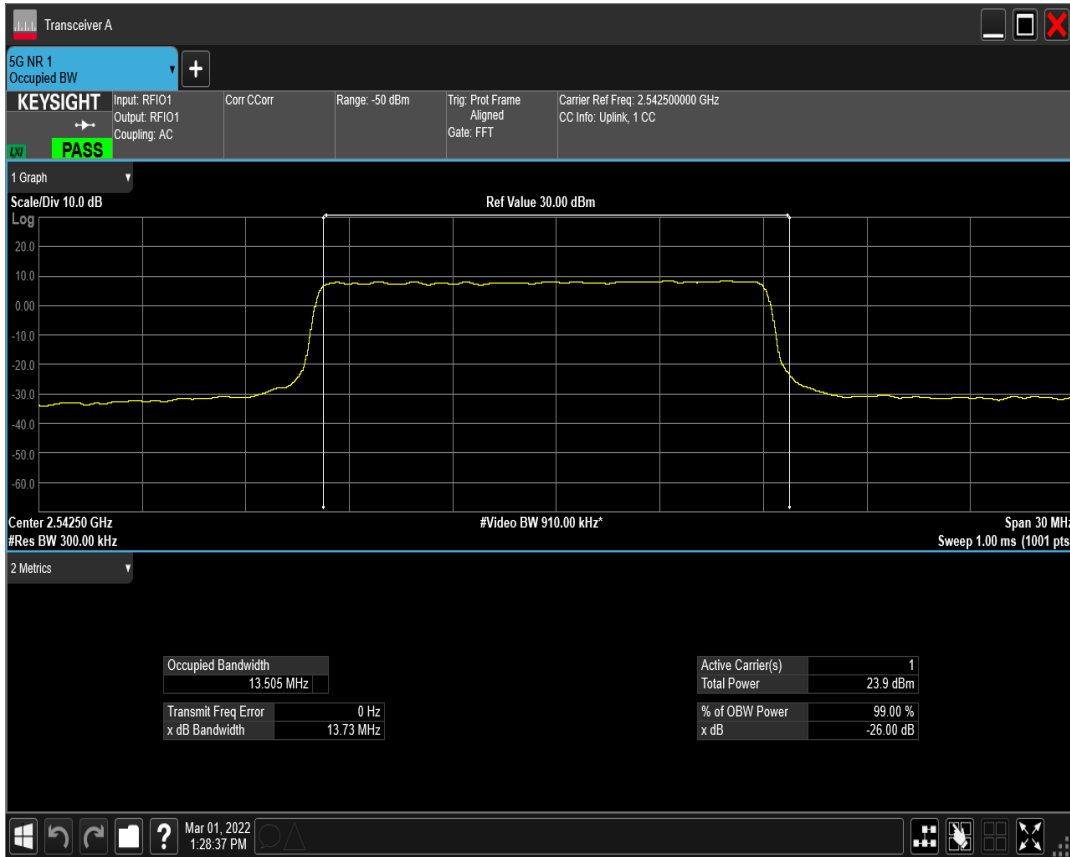 Transceiver A
5G NR 1
Occupied BW
+
KEYSIGHT
LXI
PASS
Input: RFIO1
Output: RFIO1
Coupling: AC
Corr CCorr
Range: -50 dBm
Trig: Prot Frame
Aligned
Gate: FFT
Carrier Ref Freq: 2.542500000 GHz
CC Info: Uplink, 1 CC
1 Graph
Scale/Div 10.0 dB
Ref Value 30.00 dBm
Log
20.0
10.0
0.00
-10.0
-20.0
-30.0
-40.0
-50.0
-60.0
Center 2.54250 GHz
#Video BW 910.00 kHz*
Span 30 MHz
#Res BW 300.00 kHz
Sweep 1.00 ms (1001 pts
2 Metrics
Occupied Bandwidth
13.505 MHz
Transmit Freq Error 0 Hz
x dB Bandwidth 13.73 MHz
Active Carrier(s) 1
Total Power 23.9 dBm
% of OBW Power 99.00 %
x dB -26.00 dB
?
Mar 01, 2022
1:28:37 PM